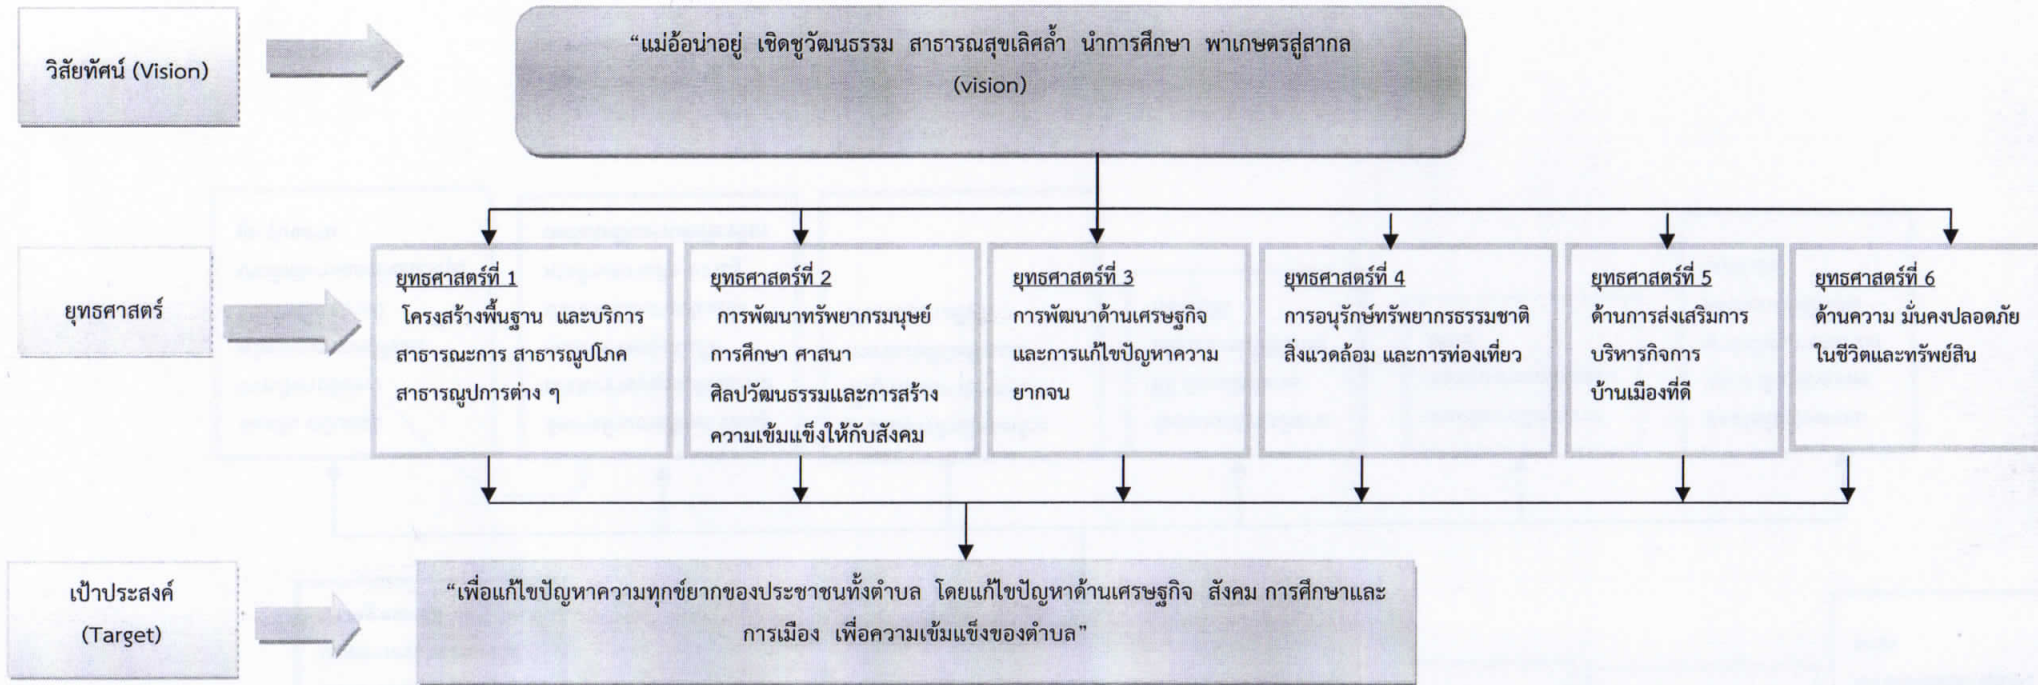 วิสัยทัศน์ (Vision)
“แม่อ้อน่าอยู่ เชิดชูวัฒนธรรม สาธารณสุขเลิศล้ำ นำการศึกษา พาเกษตรสู่สากล
(vision)
ยุทธศาสตร์
ยุทธศาสตร์ที่ 1
โครงสร้างพื้นฐาน และบริการ
สาธารณะการ สาธารณูปโภค
สาธารณูปการต่าง ๆ
ยุทธศาสตร์ที่ 2
การพัฒนาทรัพยากรมนุษย์
การศึกษา ศาสนา
ศิลปวัฒนธรรมและการสร้าง
ความเข้มแข็งให้กับสังคม
ยุทธศาสตร์ที่ 3
การพัฒนาด้านเศรษฐกิจ
และการแก้ไขปัญหาความ
ยากจน
ยุทธศาสตร์ที่ 4
การอนุรักษ์ทรัพยากรธรรมชาติ
สิ่งแวดล้อม และการท่องเที่ยว
ยุทธศาสตร์ที่ 5
ด้านการส่งเสริมการ
บริหารกิจการ
บ้านเมืองที่ดี
ยุทธศาสตร์ที่ 6
ด้านความ มั่นคงปลอดภัย
ในชีวิตและทรัพย์สิน
เป้าประสงค์
(Target)
“เพื่อแก้ไขปัญหาความทุกข์ยากของประชาชนทั้งตำบล โดยแก้ไขปัญหาด้านเศรษฐกิจ สังคม การศึกษาและ
การเมือง เพื่อความเข้มแข็งของตำบล”